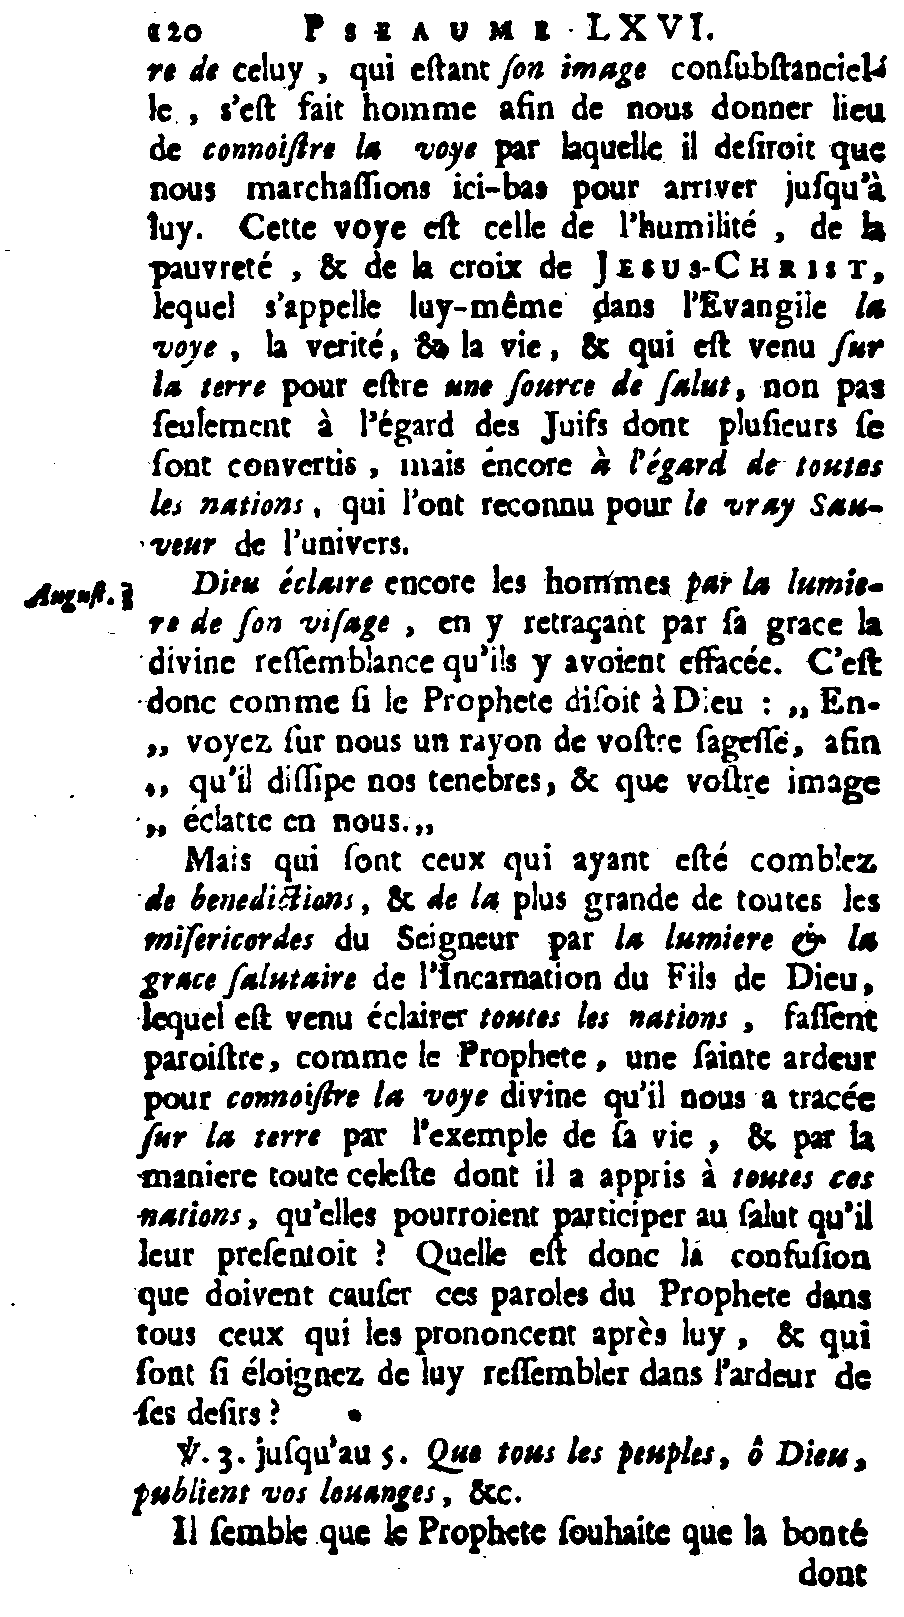 120 PSEAUME LXVI.
re de celuy, qui eſtant ſon image conſubſtanciel-
le, s'eſt fait homme afin de nous donner lieu
de connoiſtre la voye par laquelle il deſiroit que
nous marchaſſions ici-bas pour arriver juſqu'à
luy. Cette voye eſt celle de l'humilité, de la
pauvreté, & de la croix de JESUS-CHRIST,
lequel s'appelle luy-même dans l'Evangile la
voye, la verité, & la vie, & qui eſt venu ſur
la terre pour eſtre une ſource de ſalut, non pas
ſeulement à l'égard des Juifs dont pluſieurs ſe
ſont convertis, mais encore à l'égard de toutes
les nations, qui l'ont reconnu pour le vray Sau-
veur de l'univers.
Auguſt. Dieu éclaire encore les hommes par la lumie-
re de ſon viſage, en y retraçant par ſa grace la
divine reſſemblance qu'ils y avoient effacée. C'eſt
donc comme ſi le Prophete diſoit à Dieu : „ En-
„ voyez ſur nous un rayon de voſtre ſageſſe, afin
„ qu'il diſſipe nos tenebres, & que voſtre image
„ éclatte en nous.„
Mais qui ſont ceux qui ayant eſté comblez
de benedictions, & de la plus grande de toutes les
miſericordes du Seigneur par la lumiere & la
grace ſalutaire de l'Incarnation du Fils de Dieu,
lequel eſt venu éclairer toutes les nations, faſſent
paroiſtre, comme le Prophete, une ſainte ardeur
pour connoiſtre la voye divine qu'il nous a tracée
ſur la terre par l'exemple de ſa vie, & par la
maniere toute celeſte dont il a appris à toutes ces
nations, qu'elles pourroient participer au ſalut qu'il
leur preſentoit ? Quelle eſt donc la confuſion
que doivent cauſer ces paroles du Prophete dans
tous ceux qui les prononcent après luy, & qui
ſont ſi éloignez de luy reſſembler dans l'ardeur de
ſes deſirs ?
℣. 3. juſqu'au 5. Que tous les peuples, ô Dieu,
publient vos louanges, &c.
Il ſemble que le Prophete ſouhaite que la bonté
dont